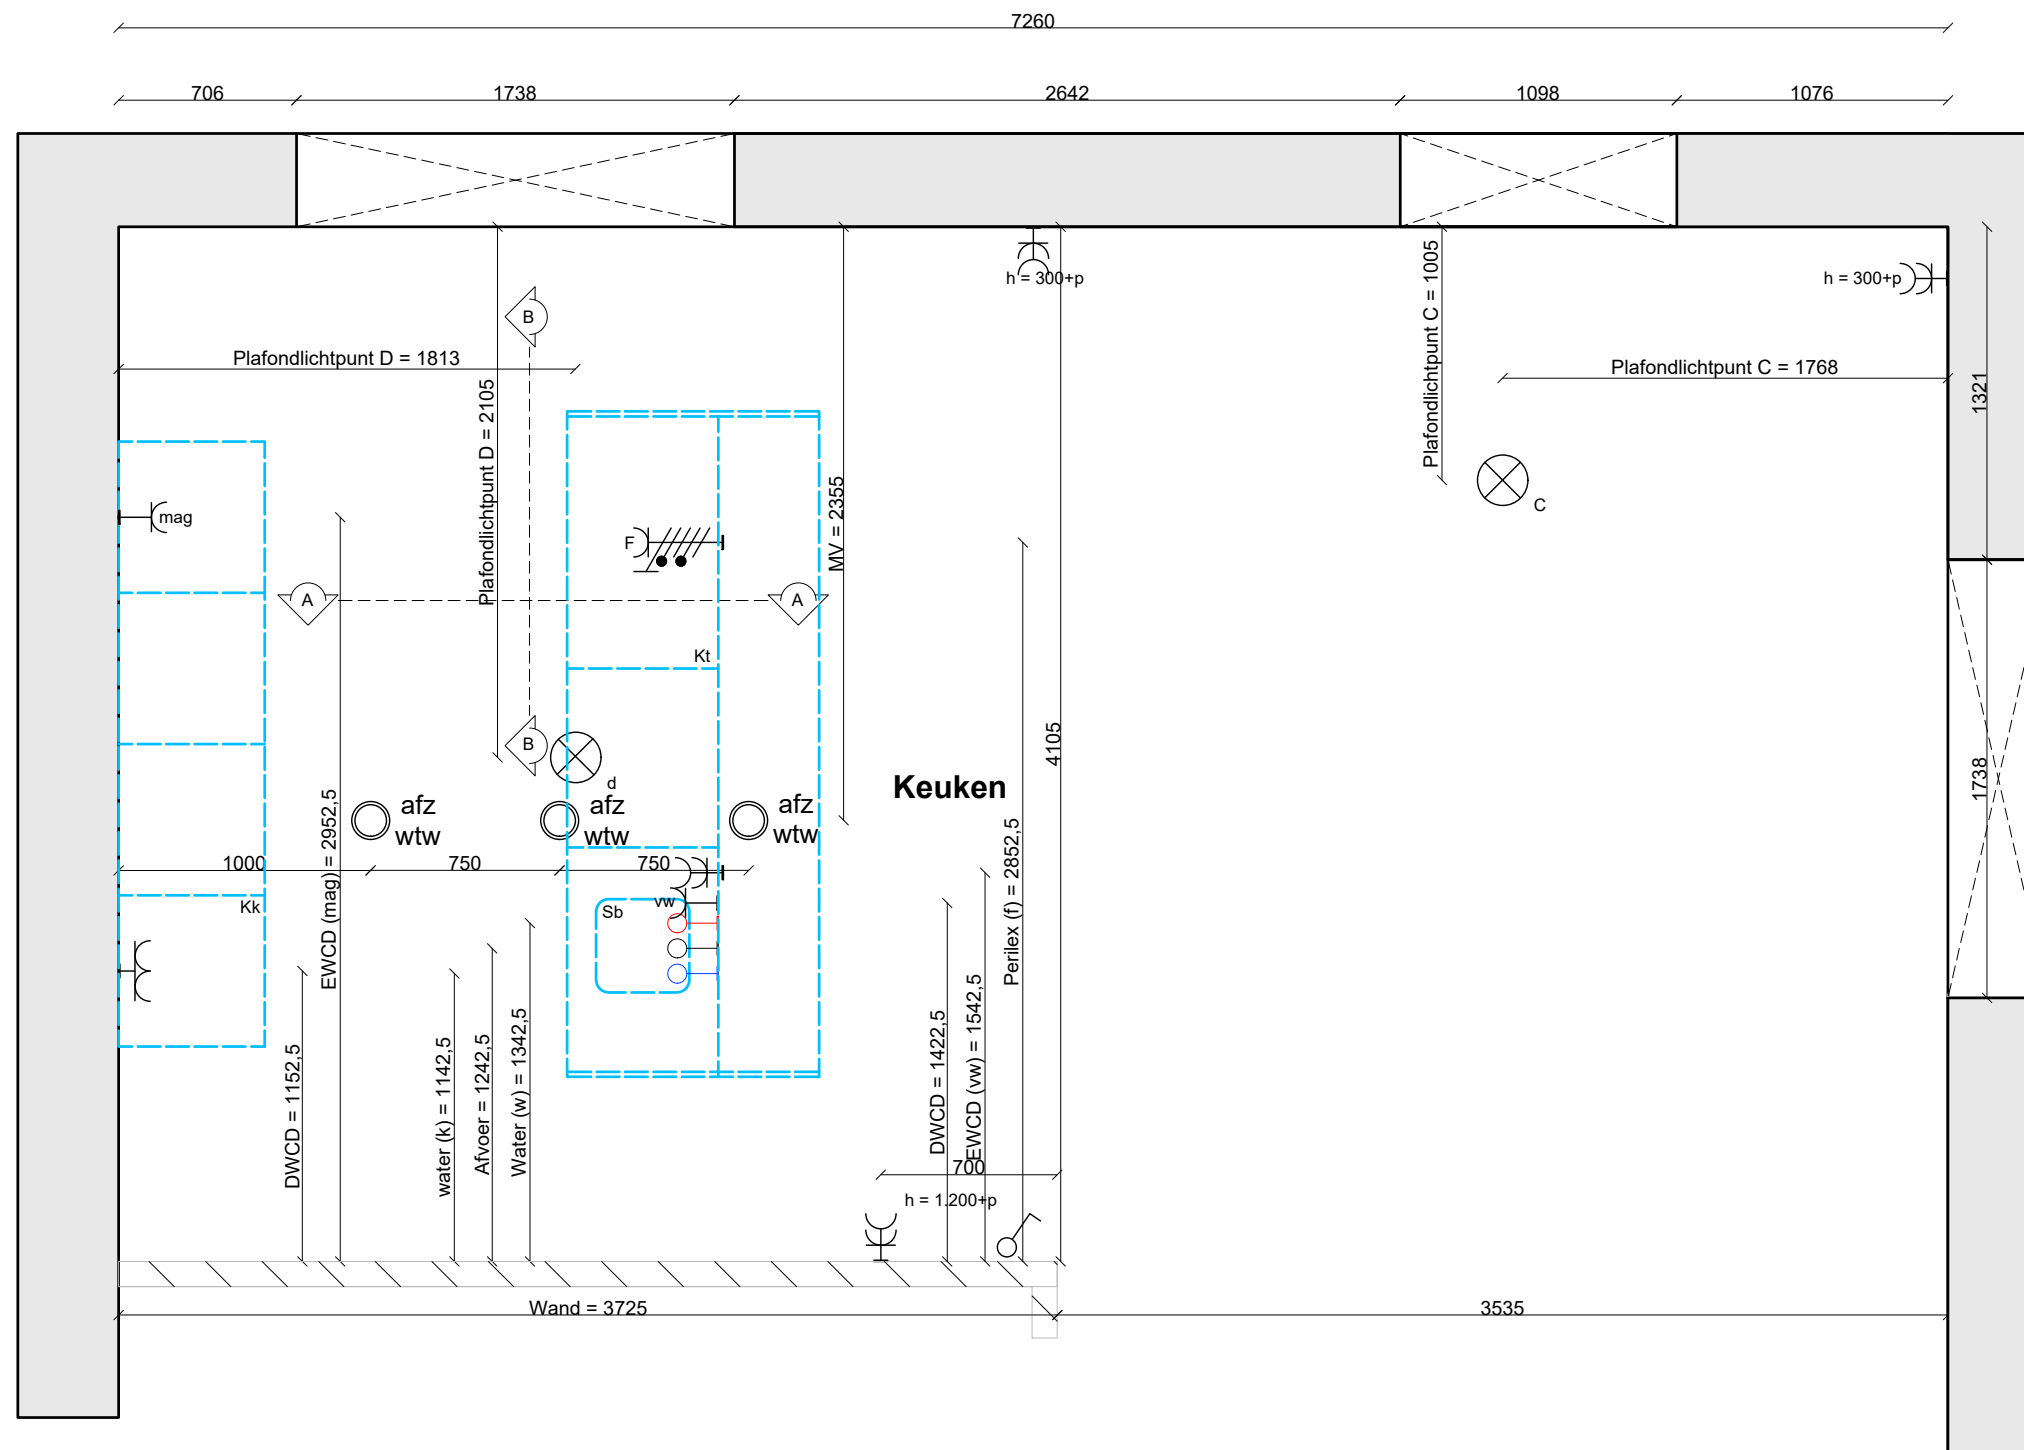 7260
706
1738
2642
1098
1076
h = 300+p
h = 300+p
B
Plafondlichtpunt D = 1813
Plafondlichtpunt C = 1768
Plafondlichtpunt D = 2105
Plafondlichtpunt C = 1005
1321
mag
F
MV = 2355
C
A
A
Kt
B
d
4105
Keuken
1738
afz
wtw
afz
wtw
afz
wtw
1000
750
750
EWCD (mag) = 2952,5
Perilex (f) = 2852,5
Kk
Sb
vw
DWCD = 1152,5
water (k) = 1142,5
Afvoer = 1242,5
Water (w) = 1342,5
DWCD = 1422,5
EWCD (vw) = 1542,5
700
h = 1.200+p
Wand = 3725
3535